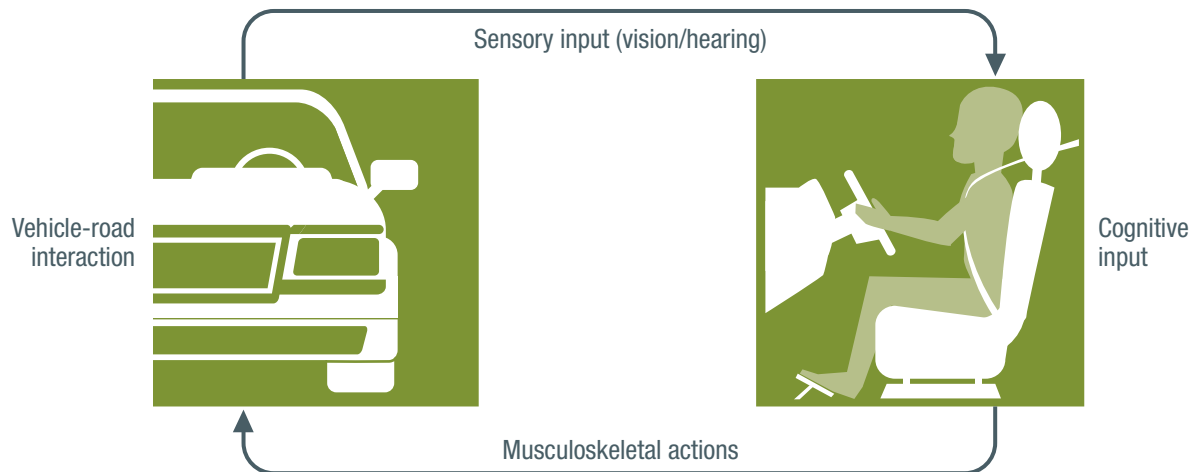 Sensory input (vision/hearing)
Vehicle-road
interaction
Cognitive
input
Musculoskeletal actions